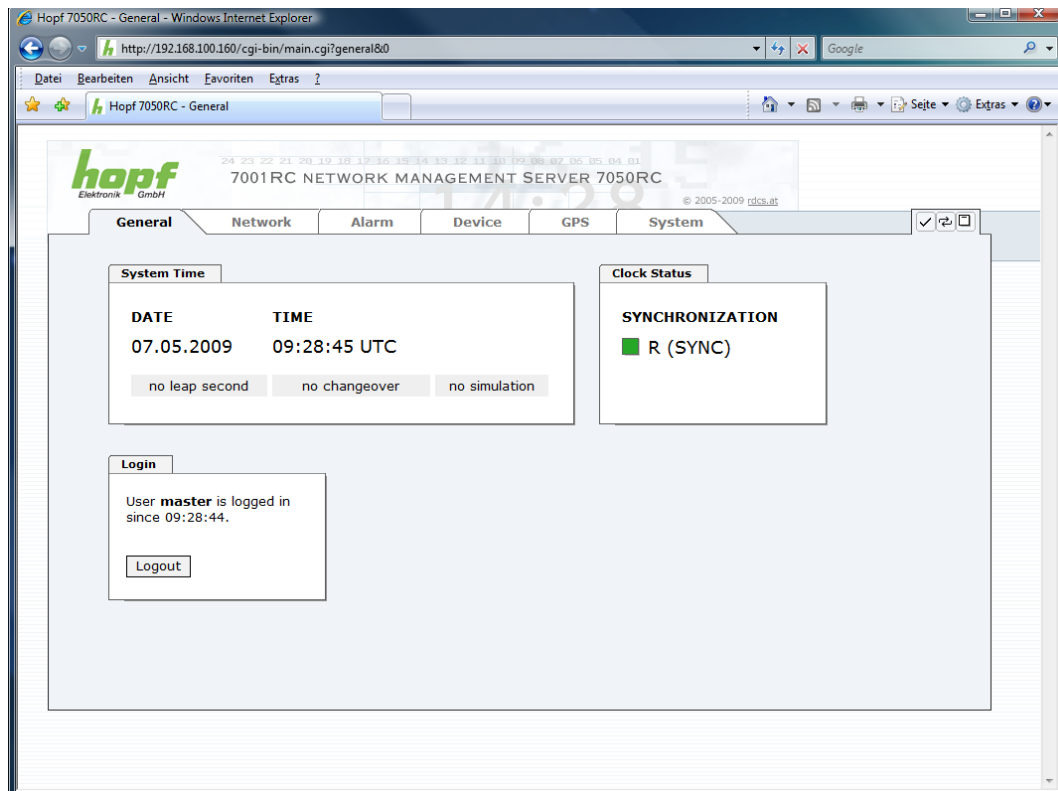 Hopf 7050RC - General - Windows Internet Explorer
http://192.168.100.160/cgi-bin/main.cgi?general&0
Google
Datei Bearbeiten Ansicht Favoriten Extras ?
Hopf 7050RC - General
Seite Extras
hopf
Elektronik GmbH
24 23 22 21 20 19 18 17 16 15 14 13 12 11 10 09 08 07 06 05 04 01
7001RC NETWORK MANAGEMENT SERVER 7050RC
14:28
© 2005-2009 rdcs.at
General Network Alarm Device GPS System
System Time
DATE TIME
07.05.2009 09:28:45 UTC
no leap second no changeover no simulation
Clock Status
SYNCHRONIZATION
R (SYNC)
Login
User master is logged in
since 09:28:44.
Logout